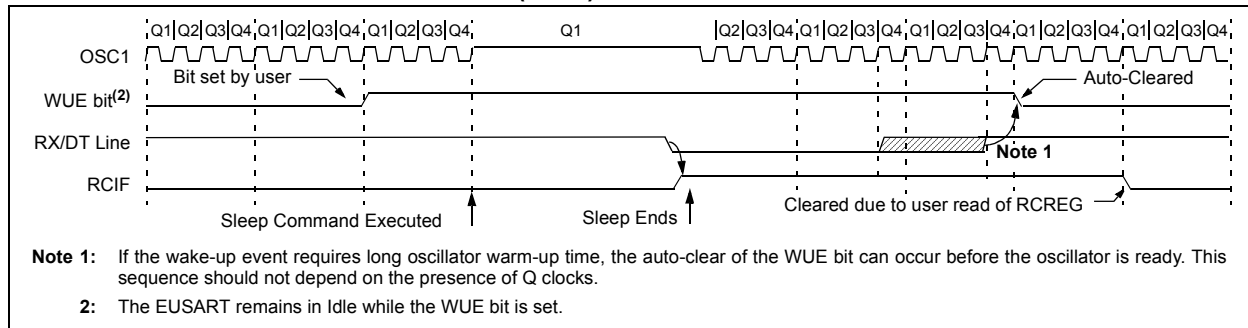 Q1 Q2 Q3 Q4 Q1 Q2 Q3 Q4 Q1 Q2 Q3 Q4 Q1 Q2 Q3 Q4 Q1 Q2 Q3 Q4 Q1 Q2 Q3 Q4 Q1 Q2 Q3 Q4
OSC1
Bit set by user
Auto-Cleared
WUE bit(2)
RX/DT Line
Note 1
RCIF
Sleep Command Executed
Sleep Ends
Cleared due to user read of RCREG
Note 1: If the wake-up event requires long oscillator warm-up time, the auto-clear of the WUE bit can occur before the oscillator is ready. This
sequence should not depend on the presence of Q clocks.
2: The EUSART remains in Idle while the WUE bit is set.